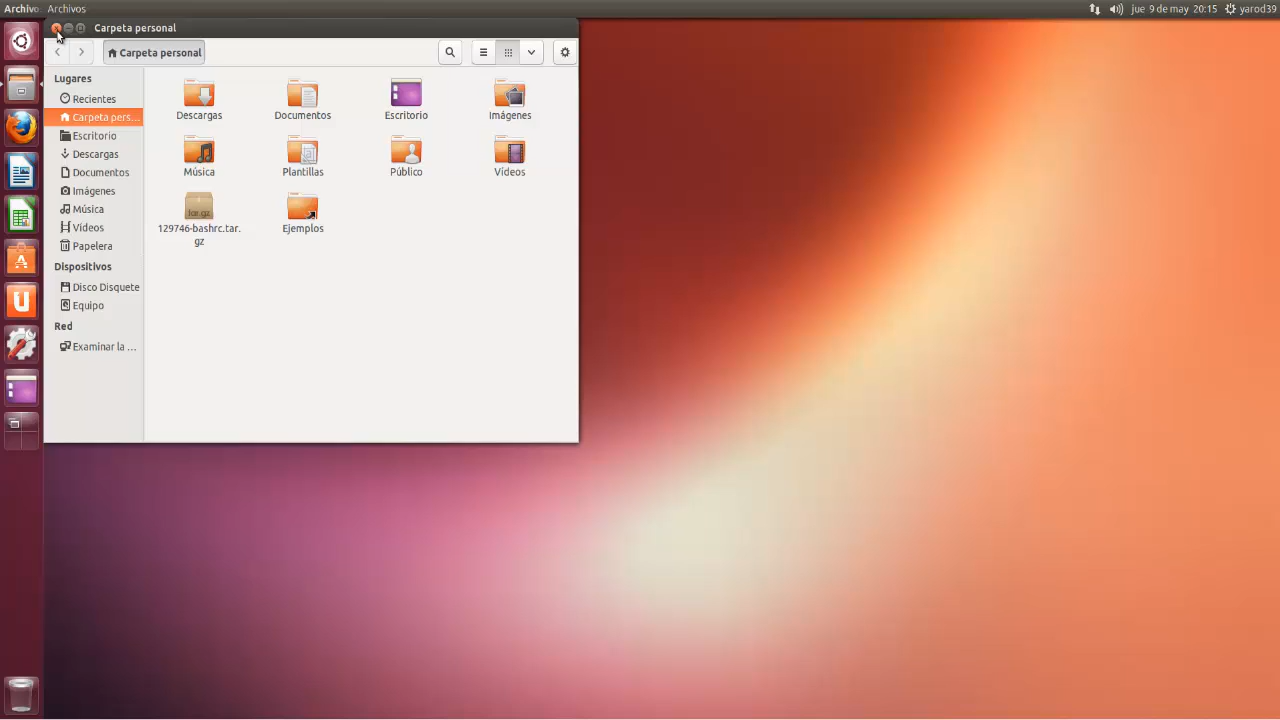 Archivo Archivos jue 9 de may 20:15 yarod39
Carpeta personal
Carpeta personal
Lugares
Recientes
Carpeta pers...
Escritorio
Descargas
Documentos
Imágenes
Música
Vídeos
Papelera
Dispositivos
Disco Disquete
Equipo
Red
Examinar la ...
Descargas Documentos Escritorio Imágenes
Música Plantillas Público Vídeos
tar.gz
129746-bashrc.tar. Ejemplos
gz